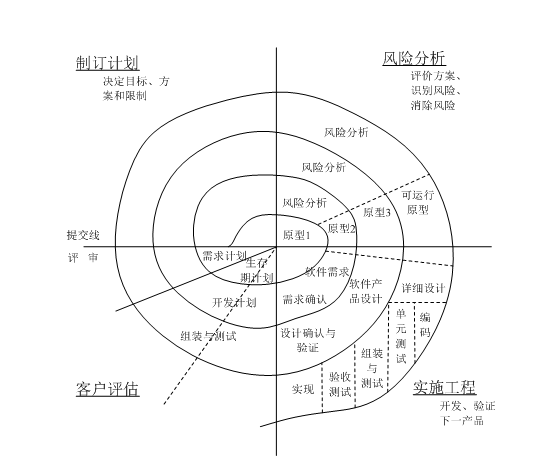 制订计划
决定目标、方
案和限制
风险分析
评价方案、
识别风险、
消除风险
风险分析
风险分析
风险分析
可运行
原型
原型3
原型2
原型1
提交线
评 审
需求计划
生存
期计划
软件需求
开发计划
需求确认
软件产
品设计
详细设计
组装与测试
设计确认与
验证
单
元
测
试
编
码
组装
与
测试
验收
测试
实现
客户评估
实施工程
开发、验证
下一产品